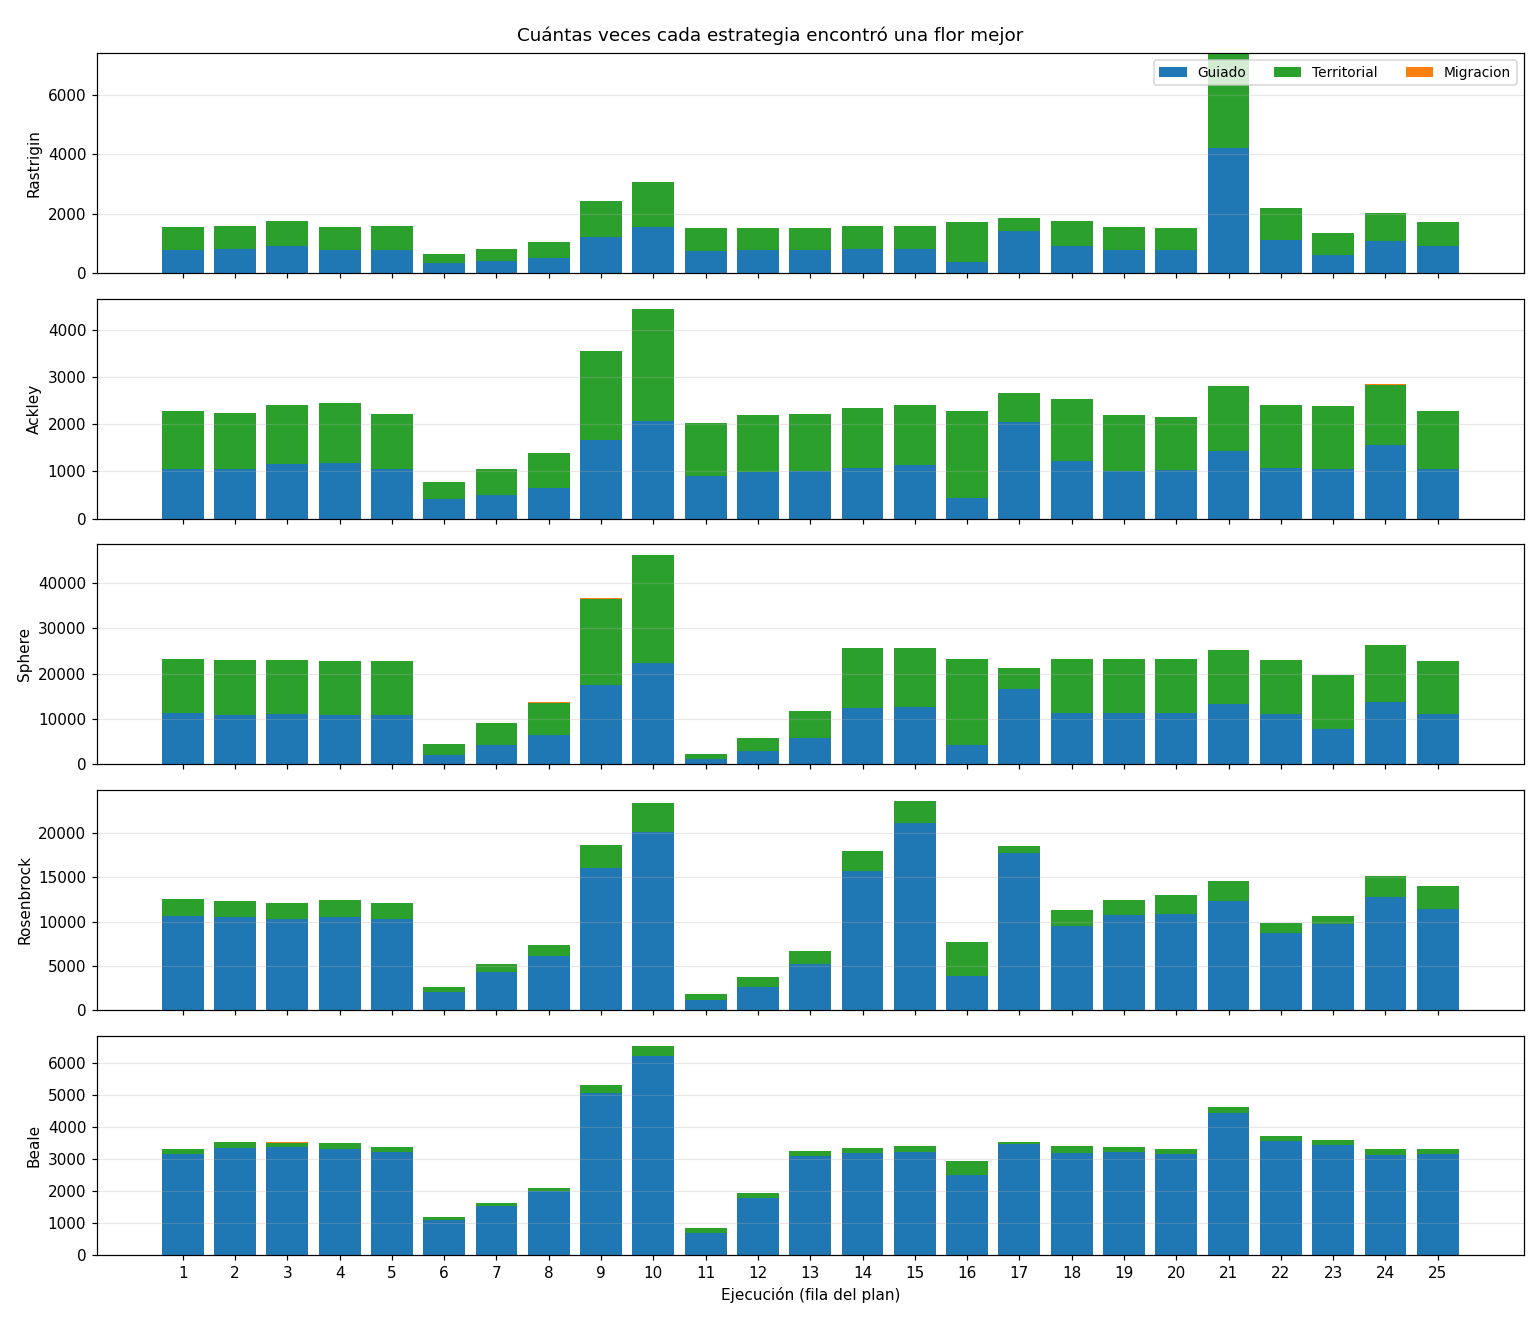 Cuántas veces cada estrategia encontró una flor mejor
Guiado Territorial Migracion
Rastrigin
6000
4000
2000
0
Ackley
4000
3000
2000
1000
0
Sphere
40000
30000
20000
10000
0
Rosenbrock
20000
15000
10000
5000
0
Beale
6000
5000
4000
3000
2000
1000
0
1 2 3 4 5 6 7 8 9 10 11 12 13 14 15 16 17 18 19 20 21 22 23 24 25
Ejecución (fila del plan)